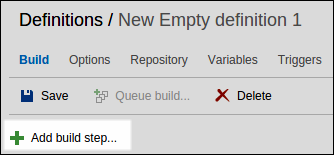 Definitions / New Empty definition 1
Build Options Repository Variables Triggers
Save Queue build... Delete
Add build step...